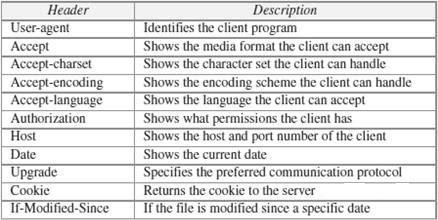 Header Description
User-agent Identifies the client program
Accept Shows the media format the client can accept
Accept-charset Shows the character set the client can handle
Accept-encoding Shows the encoding scheme the client can handle
Accept-language Shows the language the client can accept
Authorization Shows what permissions the client has
Host Shows the host and port number of the client
Date Shows the current date
Upgrade Specifies the preferred communication protocol
Cookie Returns the cookie to the server
If-Modified-Since If the file is modified since a specific date